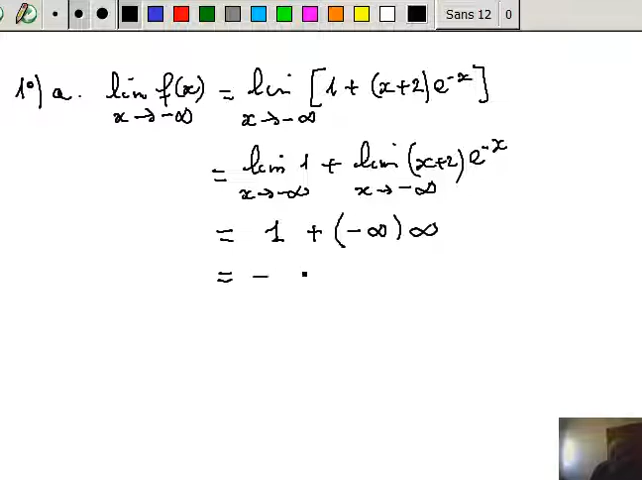 Sans 12 0
1°) a. lim f(x) = lim [1 + (x+2)e^-x]
x→-∞ x→-∞
= lim 1 + lim (x+2)e^-x
x→-∞ x→-∞
= 1 + (-∞)∞
= -